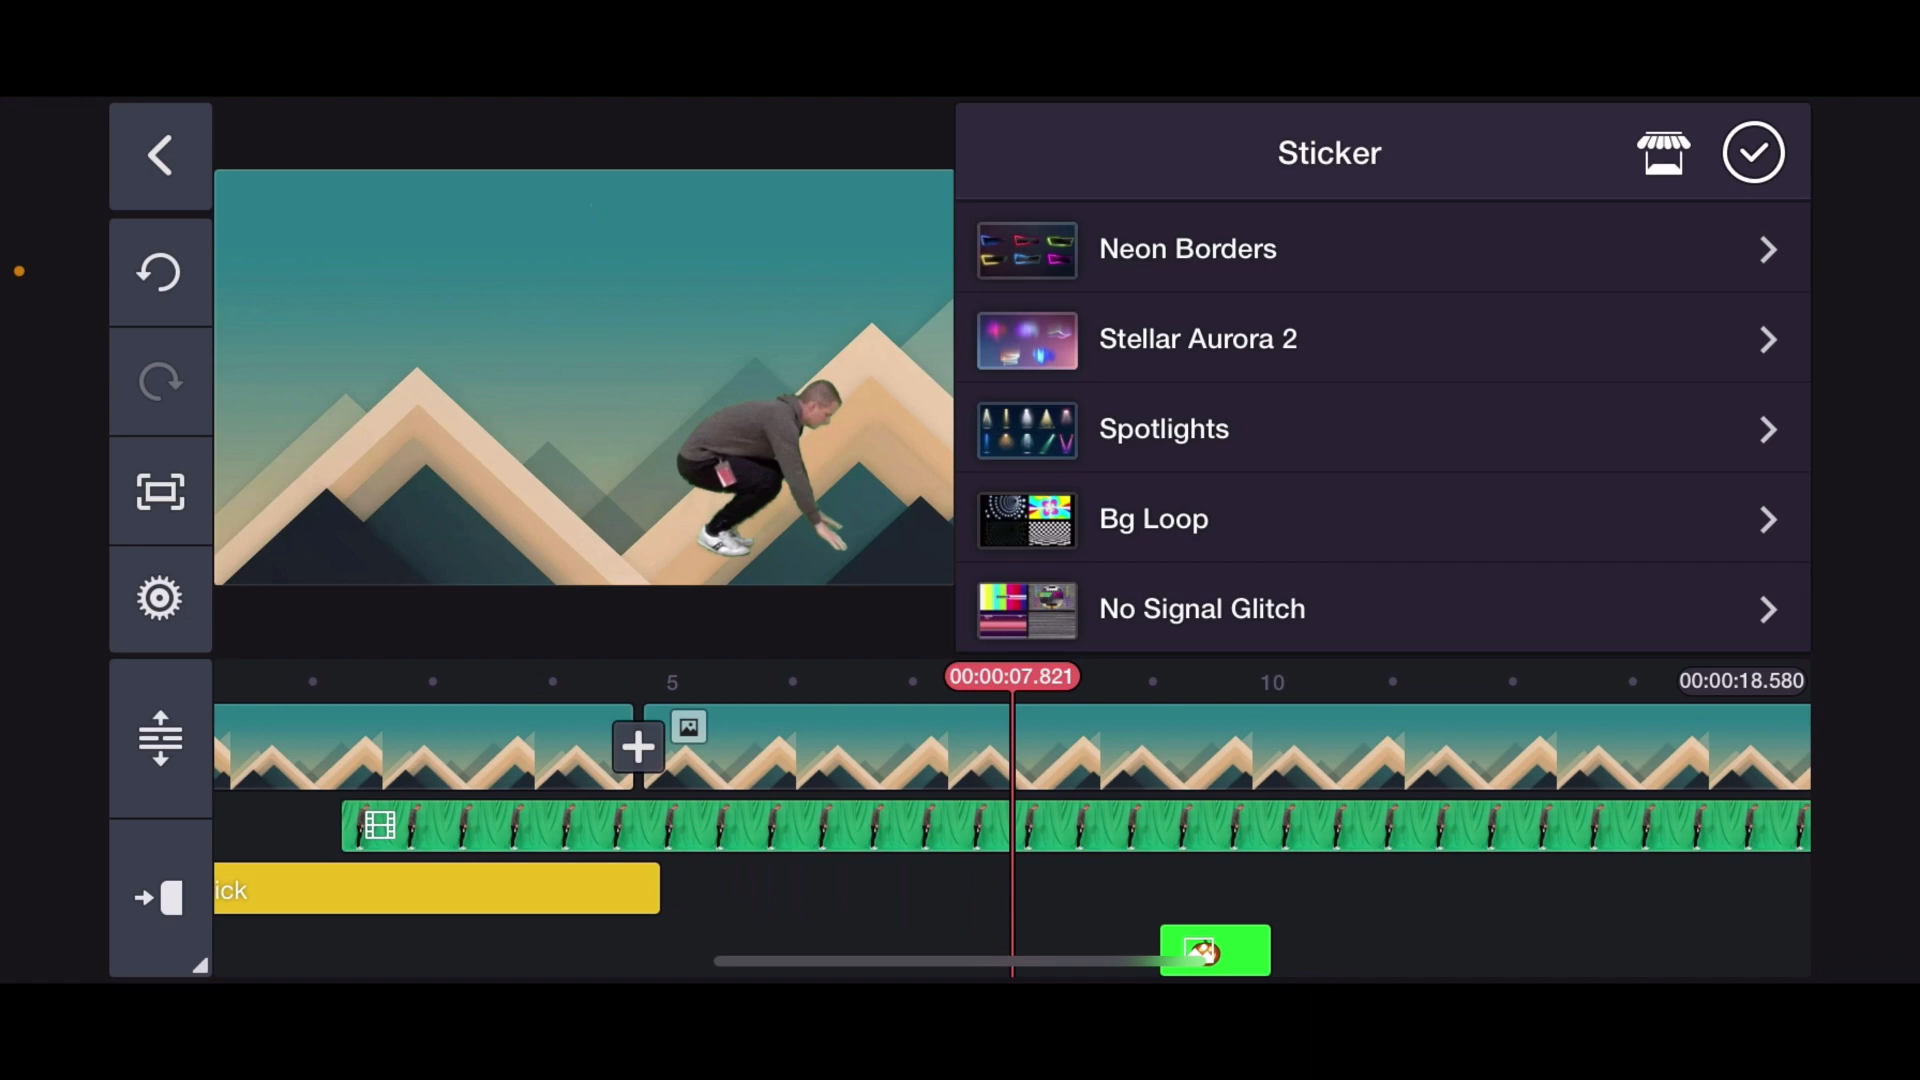 Sticker
Neon Borders
Stellar Aurora 2
Spotlights
Bg Loop
No Signal Glitch
5
00:00:07.821
10
00:00:18.580
ick